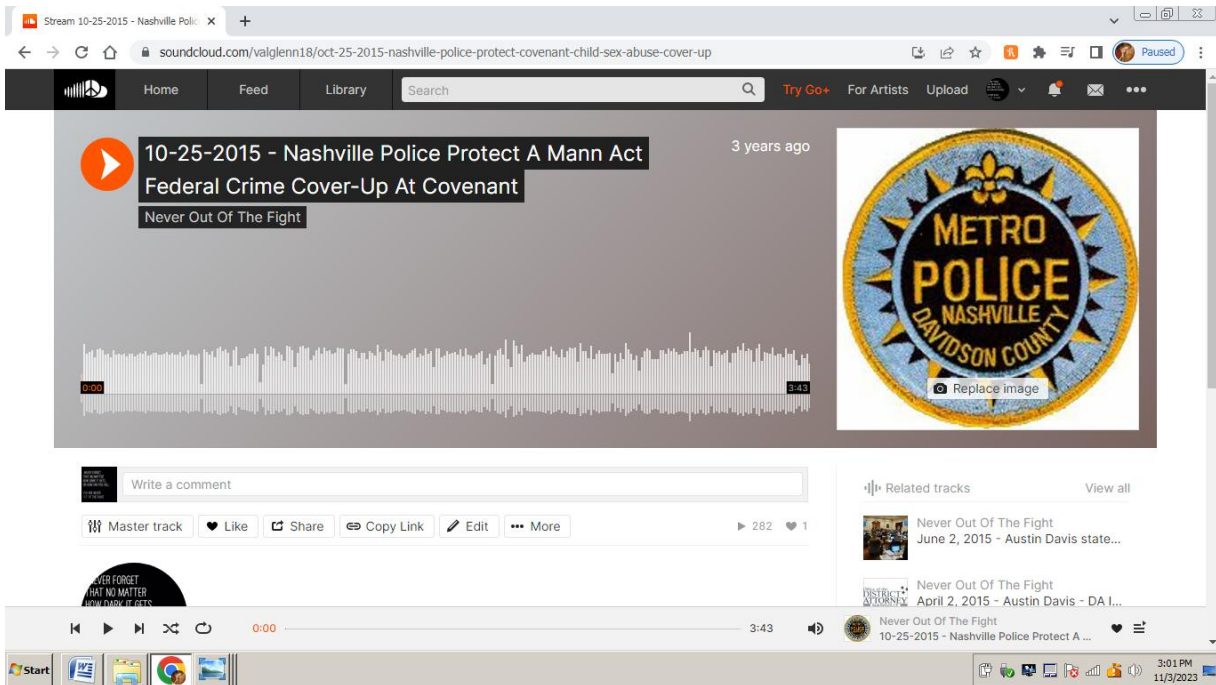 Stream 10-25-2015 - Nashville Polic
soundcloud.com/valglenn18/oct-25-2015-nashville-police-protect-covenant-child-sex-abuse-cover-up
Paused
Home Feed Library Search Try Go+ For Artists Upload
10-25-2015 - Nashville Police Protect A Mann Act
Federal Crime Cover-Up At Covenant
Never Out Of The Fight
3 years ago
METRO
POLICE
NASHVILLE
DAVIDSON COUNTY
Replace image
0:00 3:43
Write a comment
Master track Like Share Copy Link Edit More
282 1
Related tracks View all
Never Out Of The Fight
June 2, 2015 - Austin Davis state...
Never Out Of The Fight
April 2, 2015 - Austin Davis - DA I...
DISTRICT
ATTORNEY
NEVER FORGET
THAT NO MATTER
HOW DARK IT GETS
0:00 3:43
Never Out Of The Fight
10-25-2015 - Nashville Police Protect A ...
Start
3:01 PM
11/3/2023